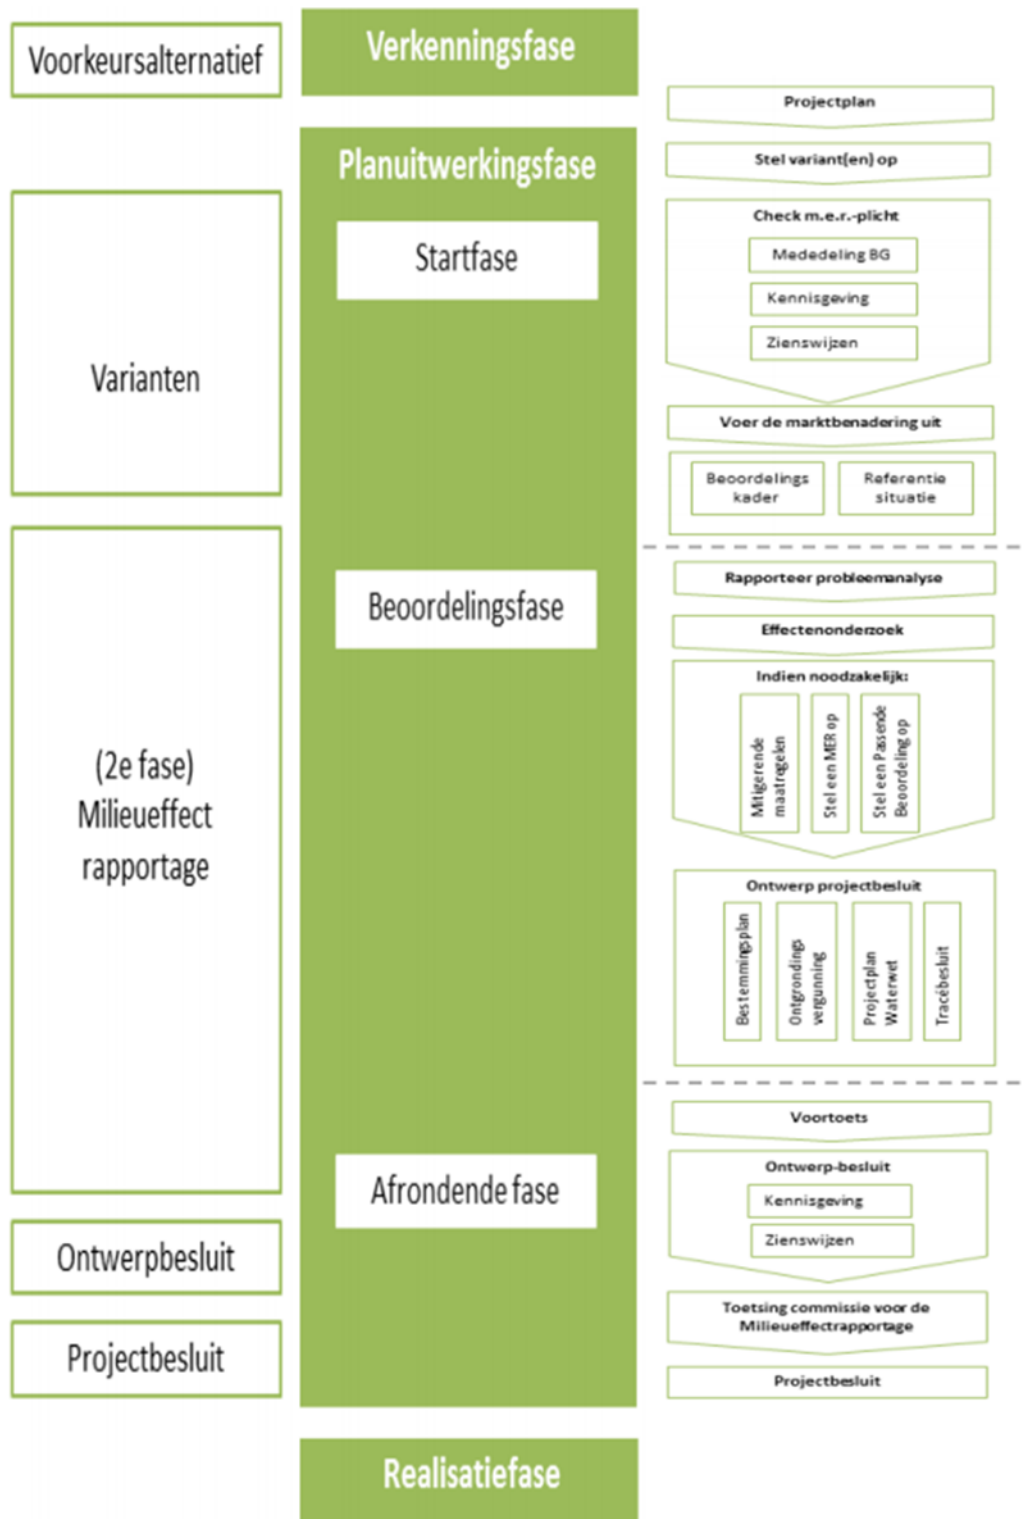 Voorkeursalternatief
Varianten
(2e fase)
Milieueffect
rapportage
Ontwerpbesluit
Projectbesluit
Verkenningsfase
Planuitwerkingsfase
Startfase
Beoordelingsfase
Afrondende fase
Realisatiefase
Projectplan
Stel variant(en) op
Check m.e.r.-plicht
Mededeling BG
Kennisgeving
Zienswijzen
Voer de marktbenadering uit
Beoordelings
kader
Referentie
situatie
Rapporteer probleemanalyse
Effectenonderzoek
Indien noodzakelijk:
Mitigerende
maatregelen
Stel een MER op
Stel een Passende
Beoordeling op
Ontwerp projectbesluit
Bestemmingsplan
Ontgrondings
vergunning
Projectplan
Waterwet
Tracébesluit
Voortoets
Ontwerp-besluit
Kennisgeving
Zienswijzen
Toetsing commissie voor de
Milieueffectrapportage
Projectbesluit